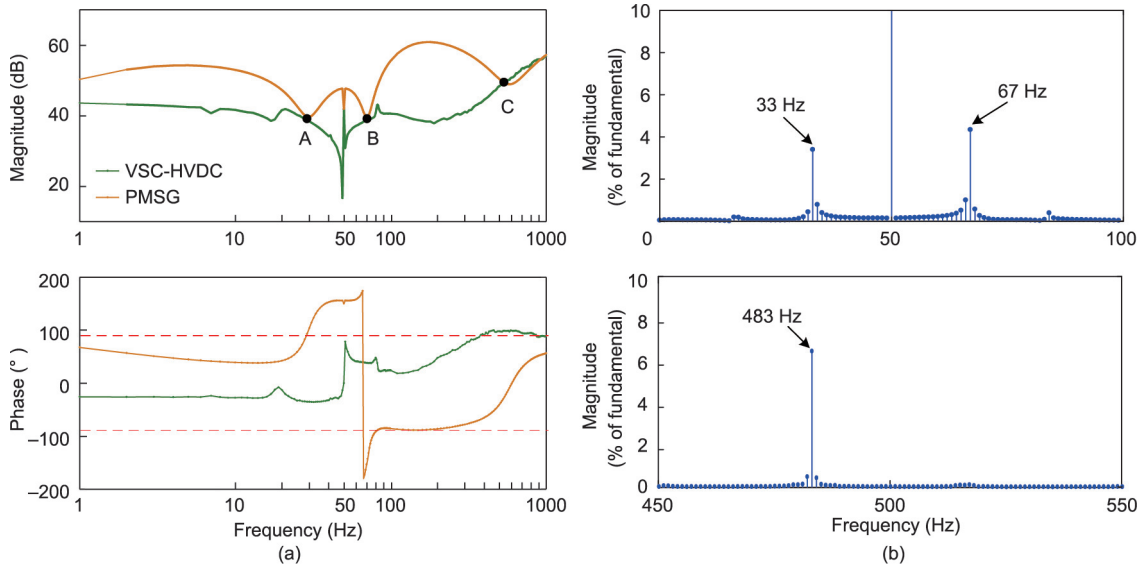 Magnitude (dB)
60
40
20
A
B
C
VSC-HVDC
PMSG
1
10
50
100
1000
Phase (°)
100
0
−100
−200
200
1
10
50
100
1000
Frequency (Hz)
(a)
Magnitude
(% of fundamental)
10
8
6
4
2
0
33 Hz
67 Hz
0
50
100
Magnitude
(% of fundamental)
10
8
6
4
2
0
483 Hz
450
500
550
Frequency (Hz)
(b)